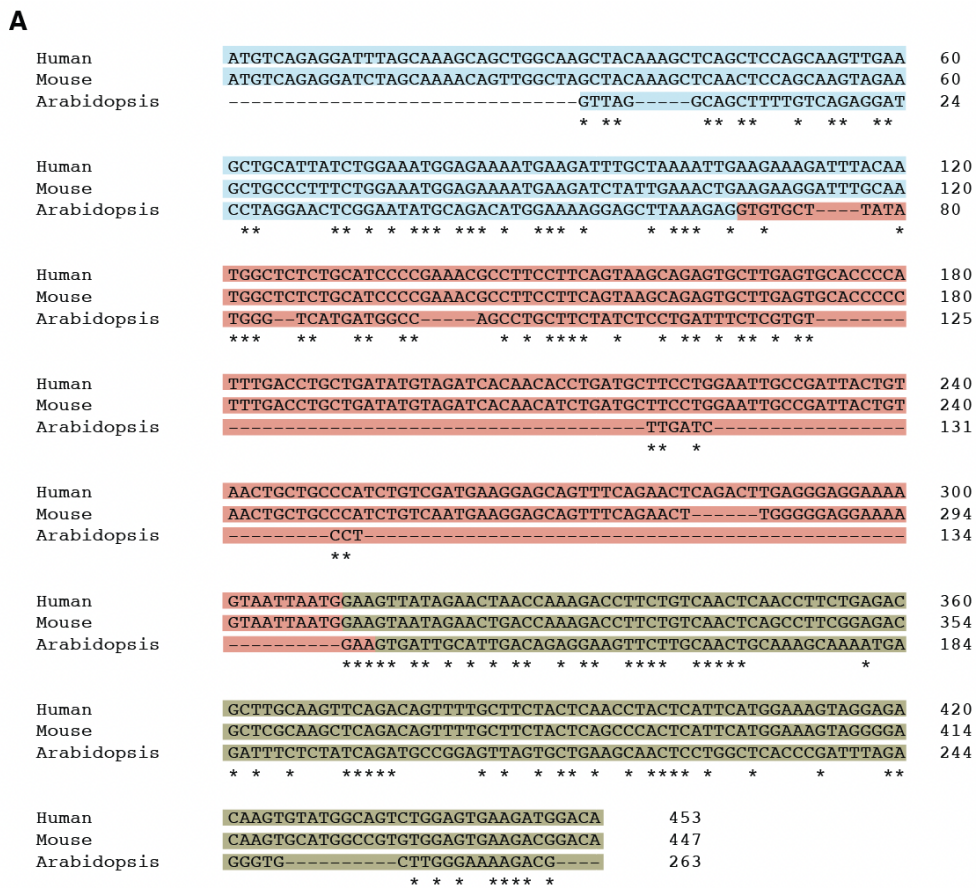 A
Human ATGTCAGAGGATTTAGCAAAGCAGCTGGCAAGCTACAAAGCTCAGCTCCAGCAAGTTGAA 60
Mouse ATGTCAGAGGATCTAGCAAAACAGTTGGCTAGCTACAAAGCTCAACTCCAGCAAGTAGAA 60
Arabidopsis -------------------------------GTTAG-----GCAGCTTTTGTCAGAGGAT 24
* ** ** ** * ** **
Human GCTGCATTATCTGGAAATGGAGAAAATGAAGATTTGCTAAAATTGAAGAAAGATTTACAA 120
Mouse GCTGCCCTTTCTGGAAATGGAGAAAATGAAGATCTATTGAAACTGAAGAAGGATTTGCAA 120
Arabidopsis CCTAGGAACTCGGAATATGCAGACATGGAAAAGGAGCTTAAAGAGGTGTGCT----TATA 80
** ** * * *** *** * *** * * *** * * *
Human TGGCTCTCTGCATCCCCGAAACGCCTTCCTTCAGTAAGCAGAGTGCTTGAGTGCACCCCA 180
Mouse TGGCTCTCTGCATCCCCGAAACGCCTTCCTTCAGTAAGCAGAGTGCTTGAGTGCACCCCC 180
Arabidopsis TGGG--TCATGATGGCC-----AGCCTGCTTCTATCTCCTGATTTCTCGTGT-------- 125
*** ** ** ** * * **** * * ** * ** * **
Human TTTGACCTGCTGATATGTAGATCACAACACCTGATGCTTCCTGGAATTGCCGATTACTGT 240
Mouse TTTGACCTGCTGATATGTAGATCACAACATCTGATGCTTCCTGGAATTGCCGATTACTGT 240
Arabidopsis -------------------------------------TTGATC----------------- 131
** *
Human AACTGCTGCCCATCTGTCGATGAAGGAGCAGTTTCAGAACTCAGACTTGAGGGAGGAAAA 300
Mouse AACTGCTGCCCATCTGTCAATGAAGGAGCAGTTTCAGAACT------TGGGGGAGGAAAA 294
Arabidopsis ---------CCT------------------------------------------------ 134
**
Human GTAATTAATGGAAGTTATAGAACTAACCAAAGACCTTCTGTCAACTCAACCTTCTGAGAC 360
Mouse GTAATTAATGGAAGTAATAGAACTGACCAAAGACCTTCTGTCAACTCAGCCTTCGGAGAC 354
Arabidopsis ----------GAAGTGATTGCATTGACAGAGGAAGTTCTTGCAACTGCAAAGCAAAATGA 184
***** ** * * * ** * ** **** ***** *
Human GCTTGCAAGTTCAGACAGTTTTGCTTCTACTCAACCTACTCATTCATGGAAAGTAGGAGA 420
Mouse GCTCGCAAGCTCAGACAGTTTTGCTTCTACTCAGCCCACTCATTCATGGAAAGTAGGGGA 414
Arabidopsis GATTTCTCTATCAGATGCCGGAGTTAGTGCTGAAGCAACTCCTGGCTCACCCGATTTAGA 244
* * * ***** * * * ** * * **** * * * **
Human CAAGTGTATGGCAGTCTGGAGTGAAGATGGACA 453
Mouse CAAGTGCATGGCCGTGTGGAGTGAAGACGGACA 447
Arabidopsis GGGTG----------CTTGGGAAAAGACG---- 263
* * * **** *